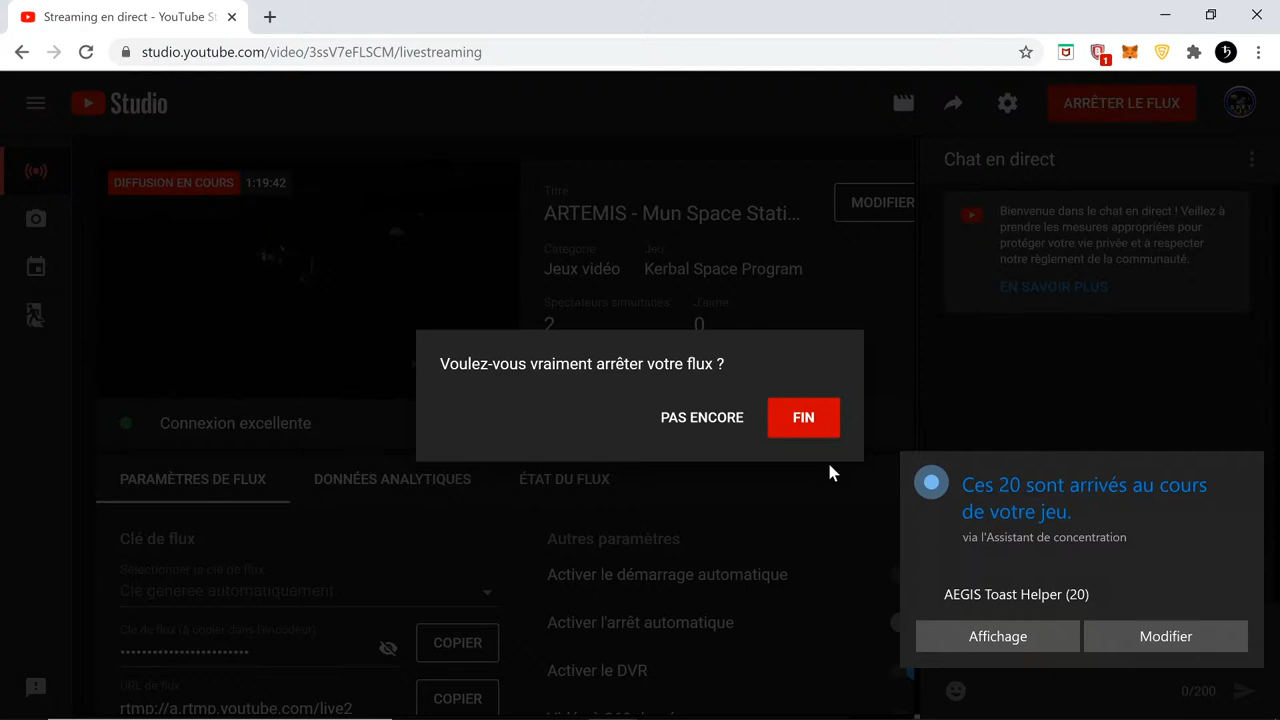 Streaming en direct - YouTube St
studio.youtube.com/video/3ssV7eFLSCM/livestreaming
1
Studio
ARRÊTER LE FLUX
DIFFUSION EN COURS 1:19:42
Titre
ARTEMIS - Mun Space Stati...
MODIFIER
Catégorie Jeu
Jeux vidéo Kerbal Space Program
Spectateurs simultanés J'aime
2 0
Chat en direct
Bienvenue dans le chat en direct ! Veillez à
prendre les mesures appropriées pour
protéger votre vie privée et à respecter
notre règlement de la communauté.
EN SAVOIR PLUS
Voulez-vous vraiment arrêter votre flux ?
PAS ENCORE FIN
Connexion excellente
PARAMÈTRES DE FLUX DONNÉES ANALYTIQUES ÉTAT DU FLUX
Clé de flux
Sélectionner la clé de flux
Clé générée automatiquement
Clé de flux (à copier dans l'encodeur)
••••••••••••••••••••••••
COPIER
URL de flux
rtmp://a.rtmp.youtube.com/live2
COPIER
Autres paramètres
Activer le démarrage automatique
Activer l'arrêt automatique
Activer le DVR
Ces 20 sont arrivés au cours
de votre jeu.
via l'Assistant de concentration
AEGIS Toast Helper (20)
Affichage Modifier
0/200